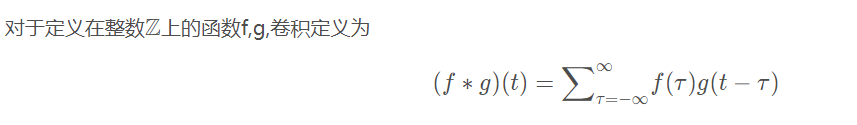 对于定义在整数ℤ上的函数f,g,卷积定义为
(f ∗ g)(t) = ∑_{τ=−∞}^{∞} f(τ)g(t − τ)